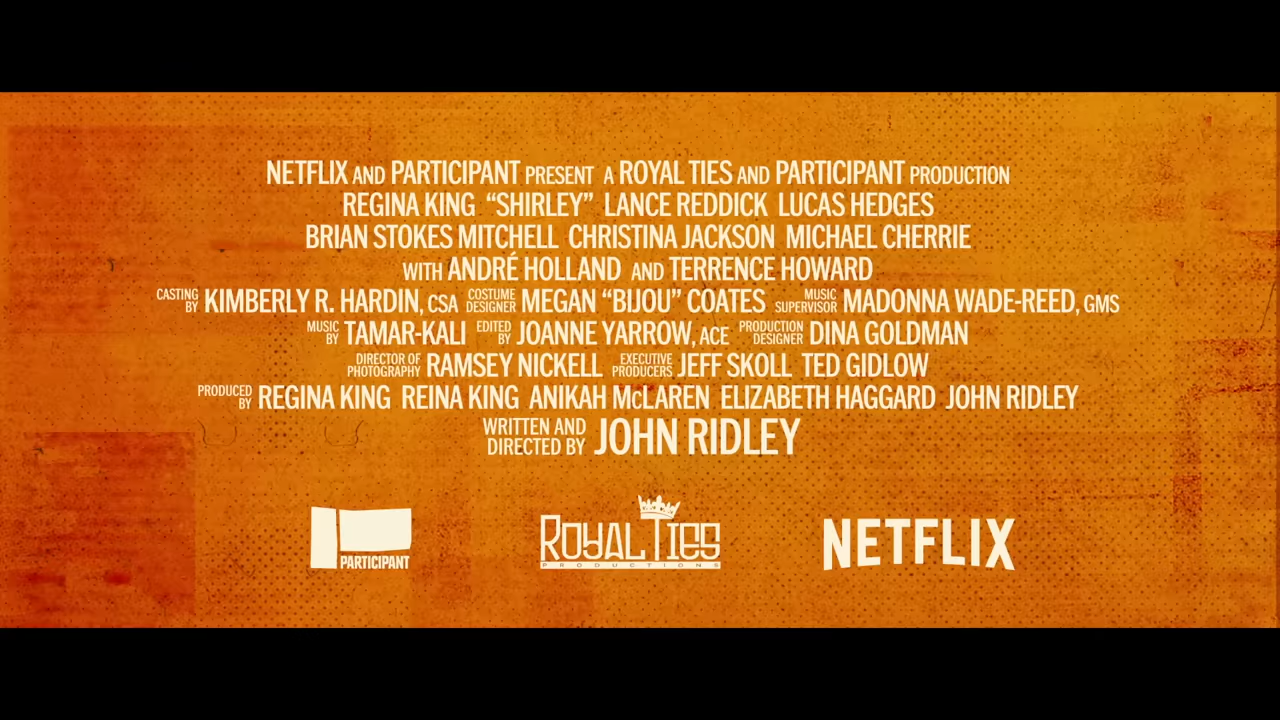 NETFLIX AND PARTICIPANT PRESENT A ROYAL TIES AND PARTICIPANT PRODUCTION
REGINA KING “SHIRLEY” LANCE REDDICK LUCAS HEDGES
BRIAN STOKES MITCHELL CHRISTINA JACKSON MICHAEL CHERRIE
WITH ANDRÉ HOLLAND AND TERRENCE HOWARD
CASTING BY KIMBERLY R. HARDIN, CSA COSTUME DESIGNER MEGAN “BIJOU” COATES MUSIC SUPERVISOR MADONNA WADE-REED, GMS
MUSIC BY TAMAR-KALI EDITED BY JOANNE YARROW, ACE PRODUCTION DESIGNER DINA GOLDMAN
DIRECTOR OF PHOTOGRAPHY RAMSEY NICKELL EXECUTIVE PRODUCERS JEFF SKOLL TED GIDLOW
PRODUCED BY REGINA KING REINA KING ANIKAH McLAREN ELIZABETH HAGGARD JOHN RIDLEY
WRITTEN AND DIRECTED BY JOHN RIDLEY
PARTICIPANT
ROYAL TIES
PRODUCTIONS
NETFLIX